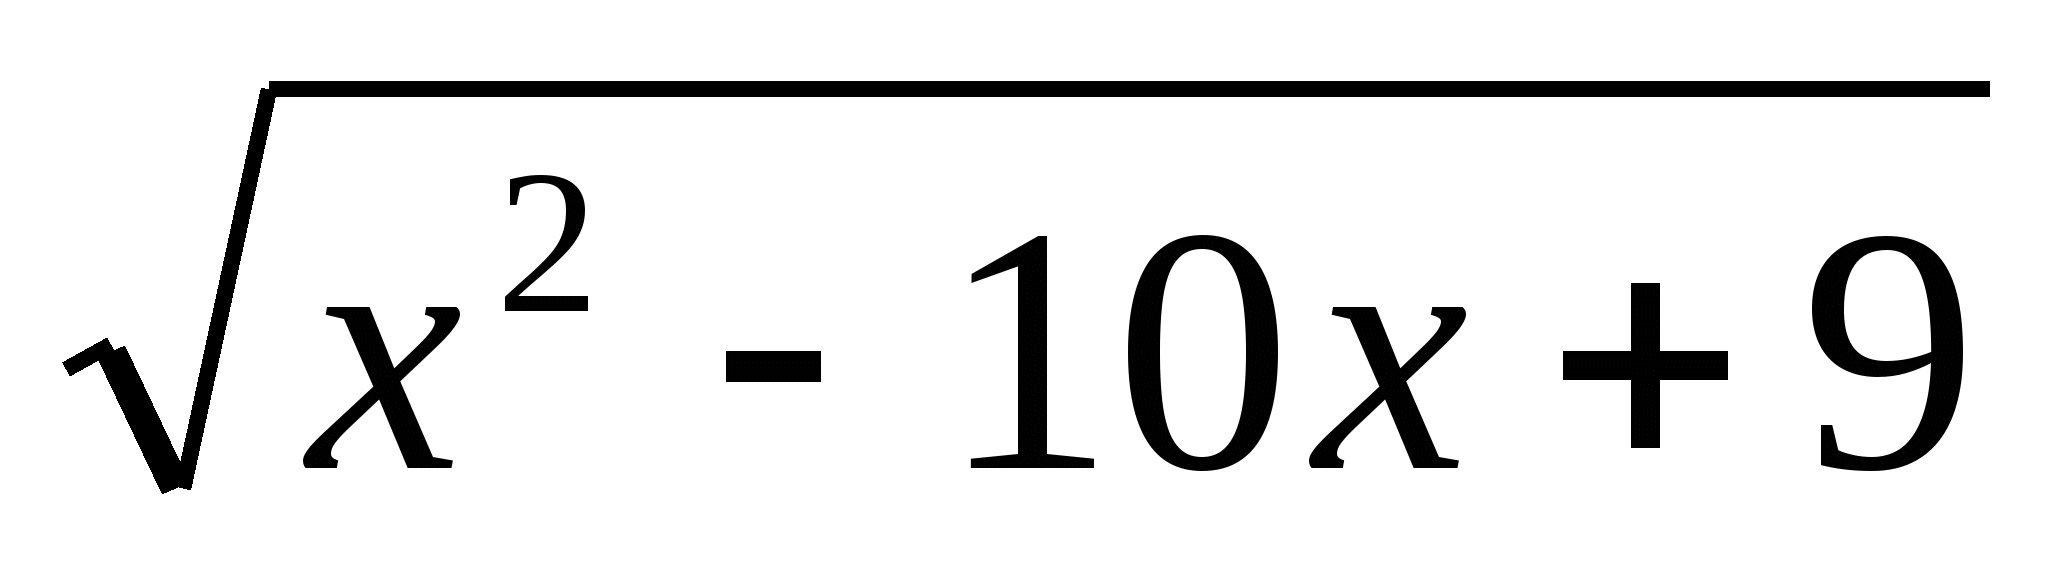 √x² - 10x + 9